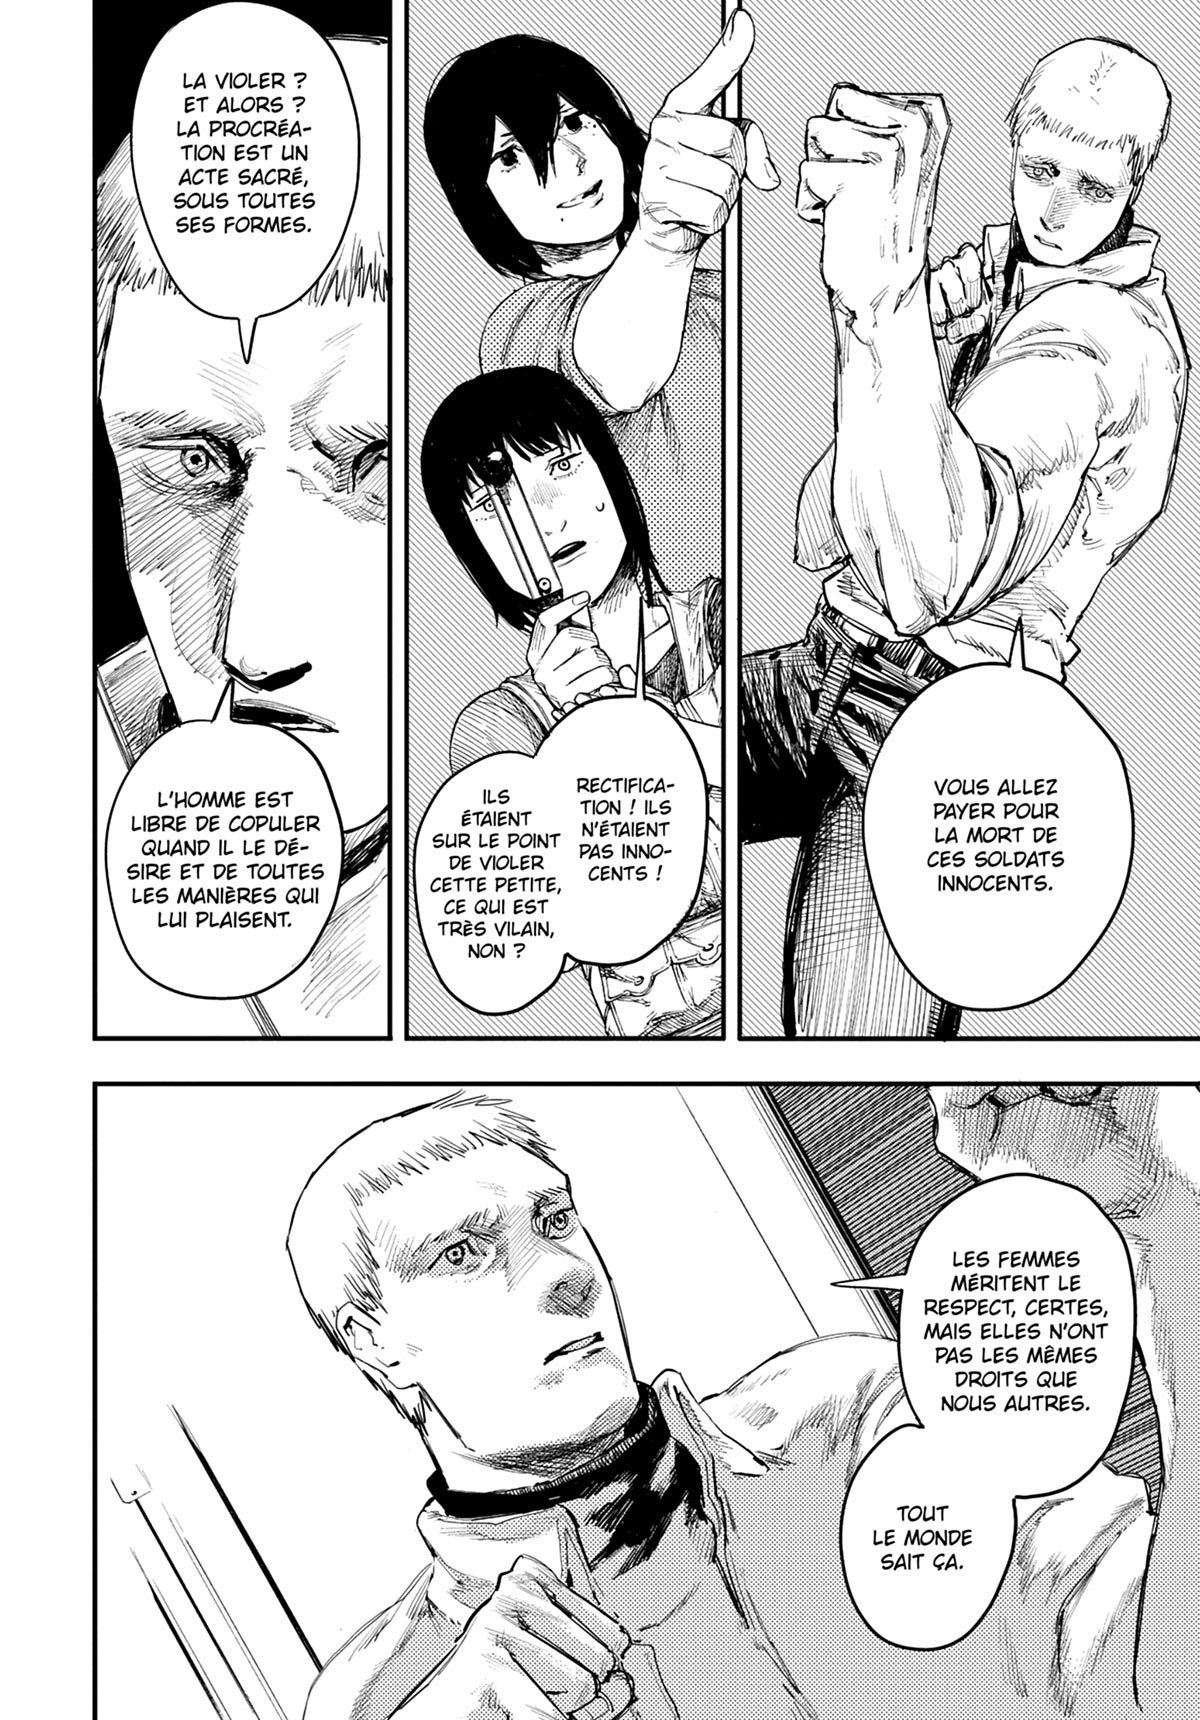 VOUS ALLEZ
PAYER POUR
LA MORT DE
CES SOLDATS
INNOCENTS.
RECTIFICA-
TION ! ILS
N'ÉTAIENT
PAS INNO-
CENTS !
ILS
ÉTAIENT
SUR LE POINT
DE VIOLER
CETTE PETITE,
CE QUI EST
TRÈS VILAIN,
NON ?
LA VIOLER ?
ET ALORS ?
LA PROCRÉA-
TION EST UN
ACTE SACRÉ,
SOUS TOUTES
SES FORMES.
L'HOMME EST
LIBRE DE COPULER
QUAND IL LE DÉ-
SIRE ET DE TOUTES
LES MANIÈRES QUI
LUI PLAISENT.
LES FEMMES
MÉRITENT LE
RESPECT, CERTES,
MAIS ELLES N'ONT
PAS LES MÊMES
DROITS QUE
NOUS AUTRES.
TOUT
LE MONDE
SAIT ÇA.